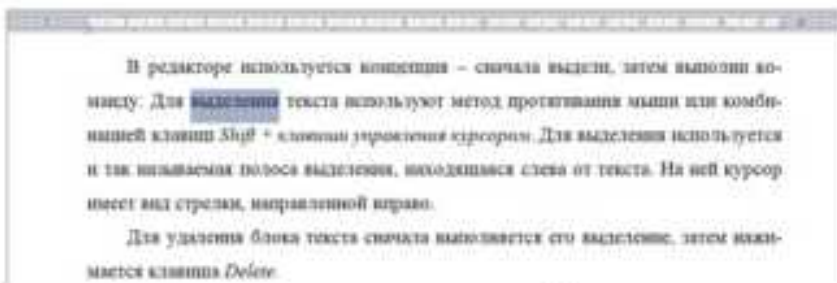 В редакторе используется концепция – сначала выдели, затем выполни ко-
манду. Для выделения текста используют метод протягивания мыши или комби-
нацией клавиш Shift + клавиши управления курсором. Для выделения используется
и так называемая полоса выделения, находящаяся слева от текста. На ней курсор
имеет вид стрелки, направленной вправо.
Для удаления блока текста сначала выполняется его выделение, затем нажи-
мается клавиша Delete.